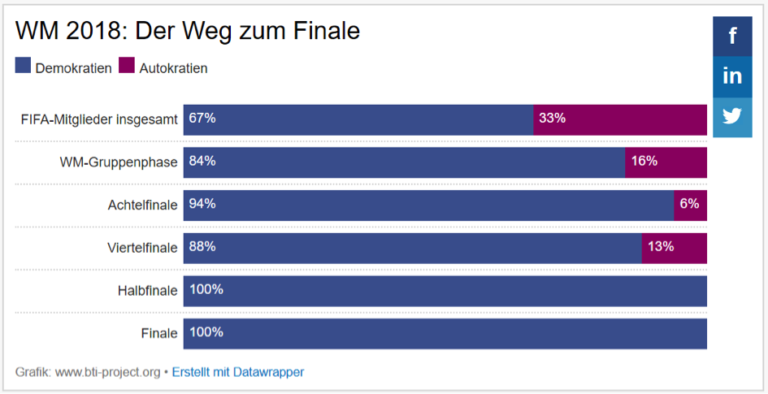 WM 2018: Der Weg zum Finale
f
Demokratien Autokratien
in
FIFA-Mitglieder insgesamt 67% 33%
WM-Gruppenphase 84% 16%
Achtelfinale 94% 6%
Viertelfinale 88% 13%
Halbfinale 100%
Finale 100%
Grafik: www.bti-project.org • Erstellt mit Datawrapper